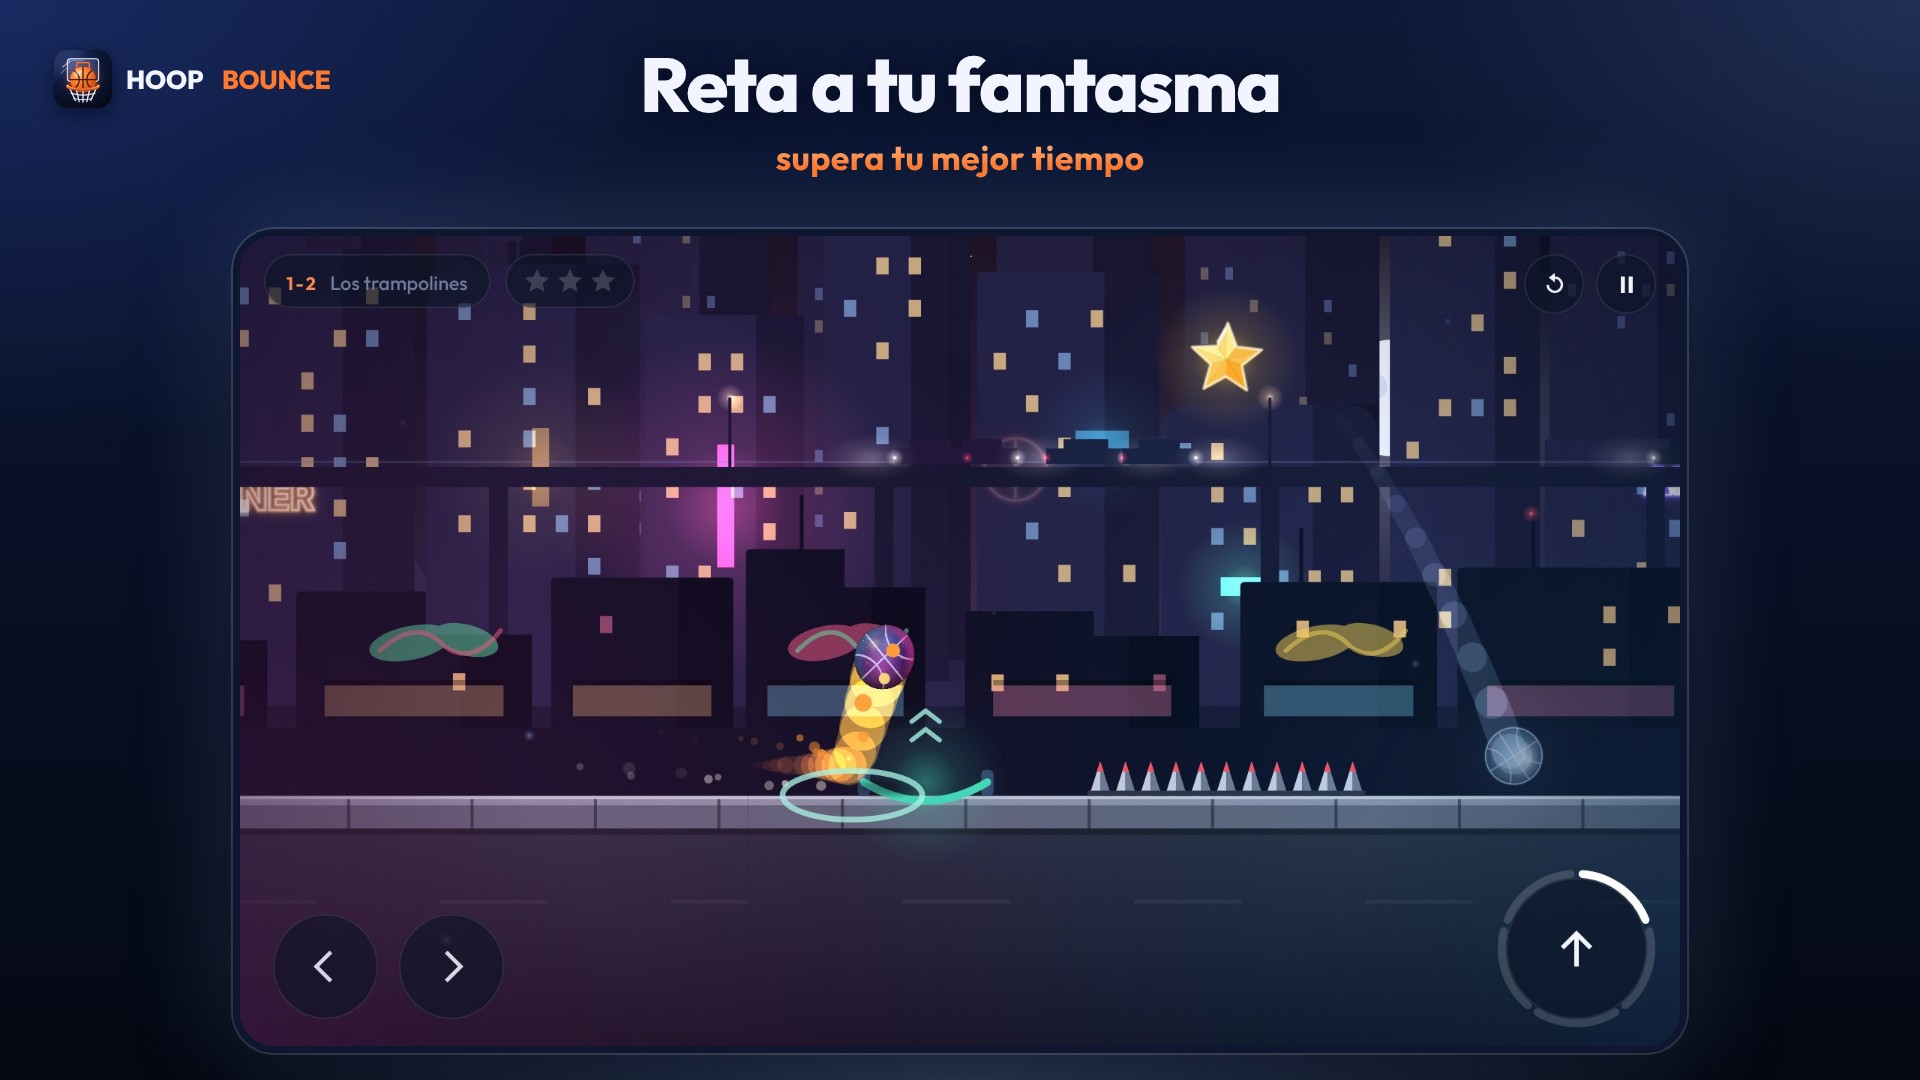 HOOP BOUNCE
Reta a tu fantasma
supera tu mejor tiempo
1-2 Los trampolines
NER